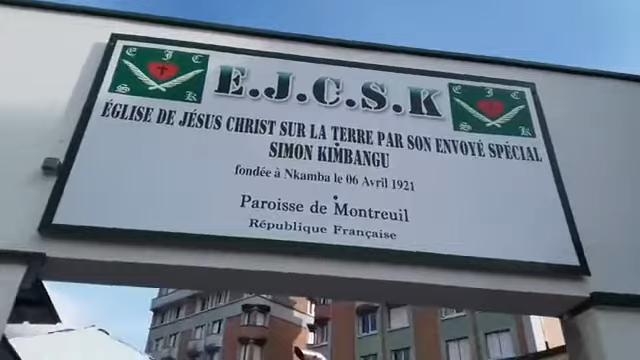 E.J.C.S.K
ÉGLISE DE JÉSUS CHRIST SUR LA TERRE PAR SON ENVOYÉ SPÉCIAL
SIMON KIMBANGU
(fondée à NKamba le 06 Avril 1921
Paroisse de Montreuil
République Française